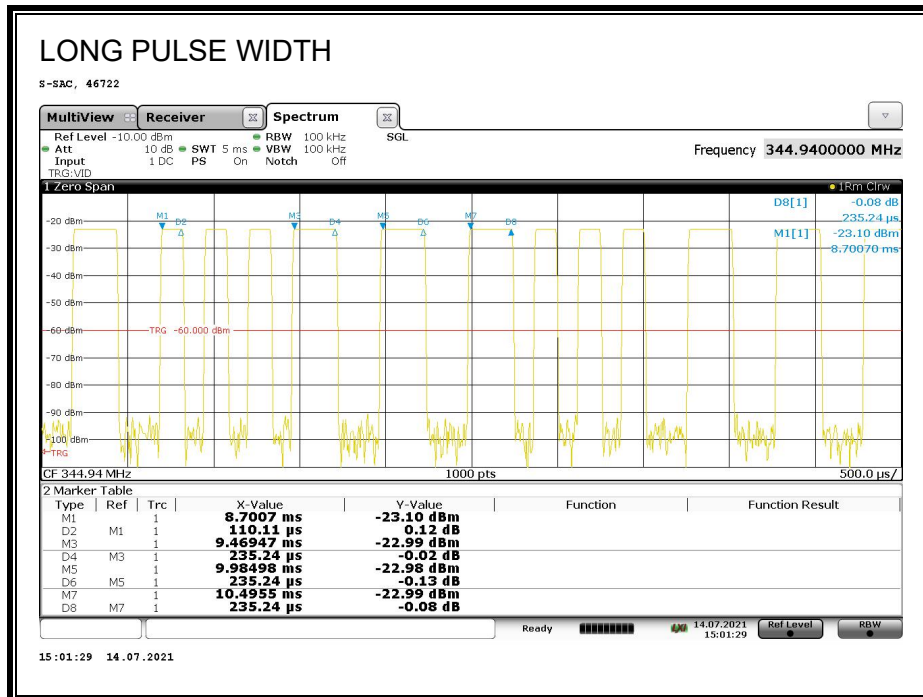 LONG PULSE WIDTH
S-SAC, 46722
MultiView Receiver Spectrum
Ref Level -10.00 dBm RBW 100 kHz SGL
Att 10 dB SWT 5 ms VBW 100 kHz Frequency 344.9400000 MHz
Input 1 DC PS On Notch Off
TRG:VID
1 Zero Span 1Rm Clrw
D8[1] -0.08 dB
235.24 µs
M1[1] -23.10 dBm
8.70070 ms
M1 D2 M3 D4 M5 D6 M7 D8
-20 dBm
-30 dBm
-40 dBm
-50 dBm
-60 dBm TRG -60.000 dBm
-70 dBm
-80 dBm
-90 dBm
-100 dBm
TRG
CF 344.94 MHz 1000 pts 500.0 µs/
2 Marker Table
Type Ref Trc X-Value Y-Value Function Function Result
M1 1 8.7007 ms -23.10 dBm
D2 M1 1 110.11 µs 0.12 dB
M3 1 9.46947 ms -22.99 dBm
D4 M3 1 235.24 µs -0.02 dB
M5 1 9.98498 ms -22.98 dBm
D6 M5 1 235.24 µs -0.13 dB
M7 1 10.4955 ms -22.99 dBm
D8 M7 1 235.24 µs -0.08 dB
Ready LXI 14.07.2021 15:01:29 Ref Level RBW
15:01:29 14.07.2021